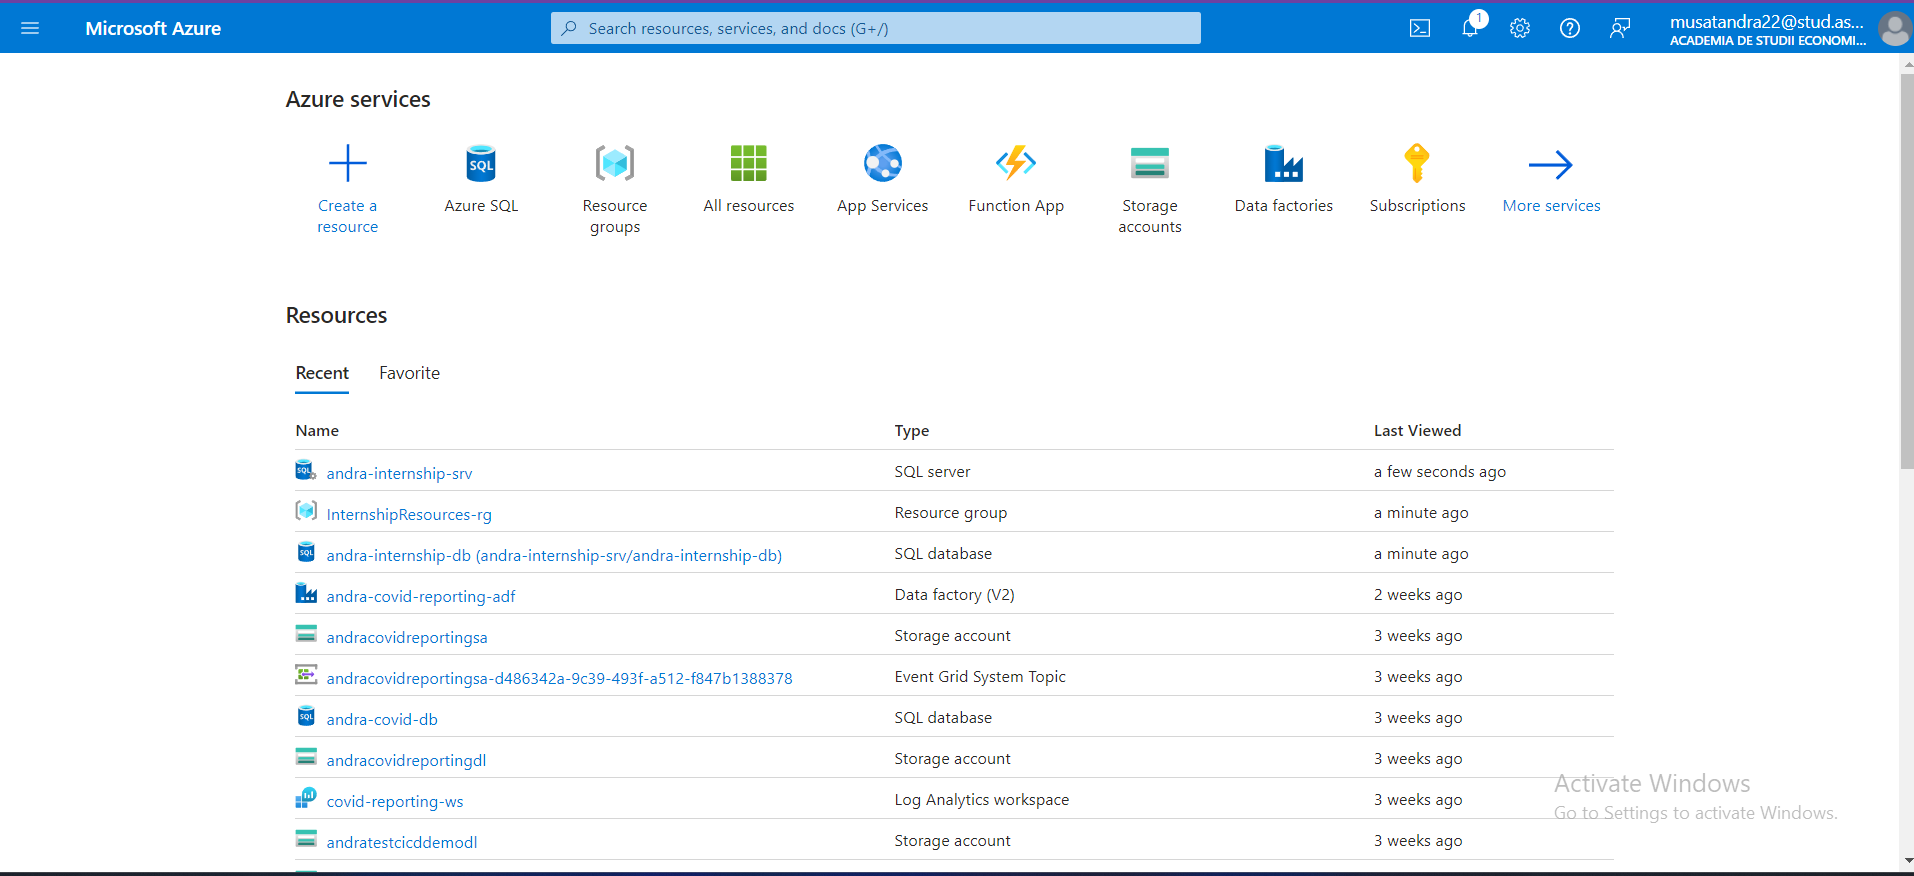 Microsoft Azure
Search resources, services, and docs (G+/)
1
musatandra22@stud.as...
ACADEMIA DE STUDII ECONOMI...
Azure services
Create a resource
SQL
Azure SQL
Resource groups
All resources
App Services
Function App
Storage accounts
Data factories
Subscriptions
More services
Resources
Recent Favorite
Name Type Last Viewed
SQL andra-internship-srv SQL server a few seconds ago
InternshipResources-rg Resource group a minute ago
SQL andra-internship-db (andra-internship-srv/andra-internship-db) SQL database a minute ago
andra-covid-reporting-adf Data factory (V2) 2 weeks ago
andracovidreportingsa Storage account 3 weeks ago
andracovidreportingsa-d486342a-9c39-493f-a512-f847b1388378 Event Grid System Topic 3 weeks ago
SQL andra-covid-db SQL database 3 weeks ago
andracovidreportingdl Storage account 3 weeks ago
covid-reporting-ws Log Analytics workspace 3 weeks ago
andratestcicddemodl Storage account 3 weeks ago
Activate Windows
Go to Settings to activate Windows.